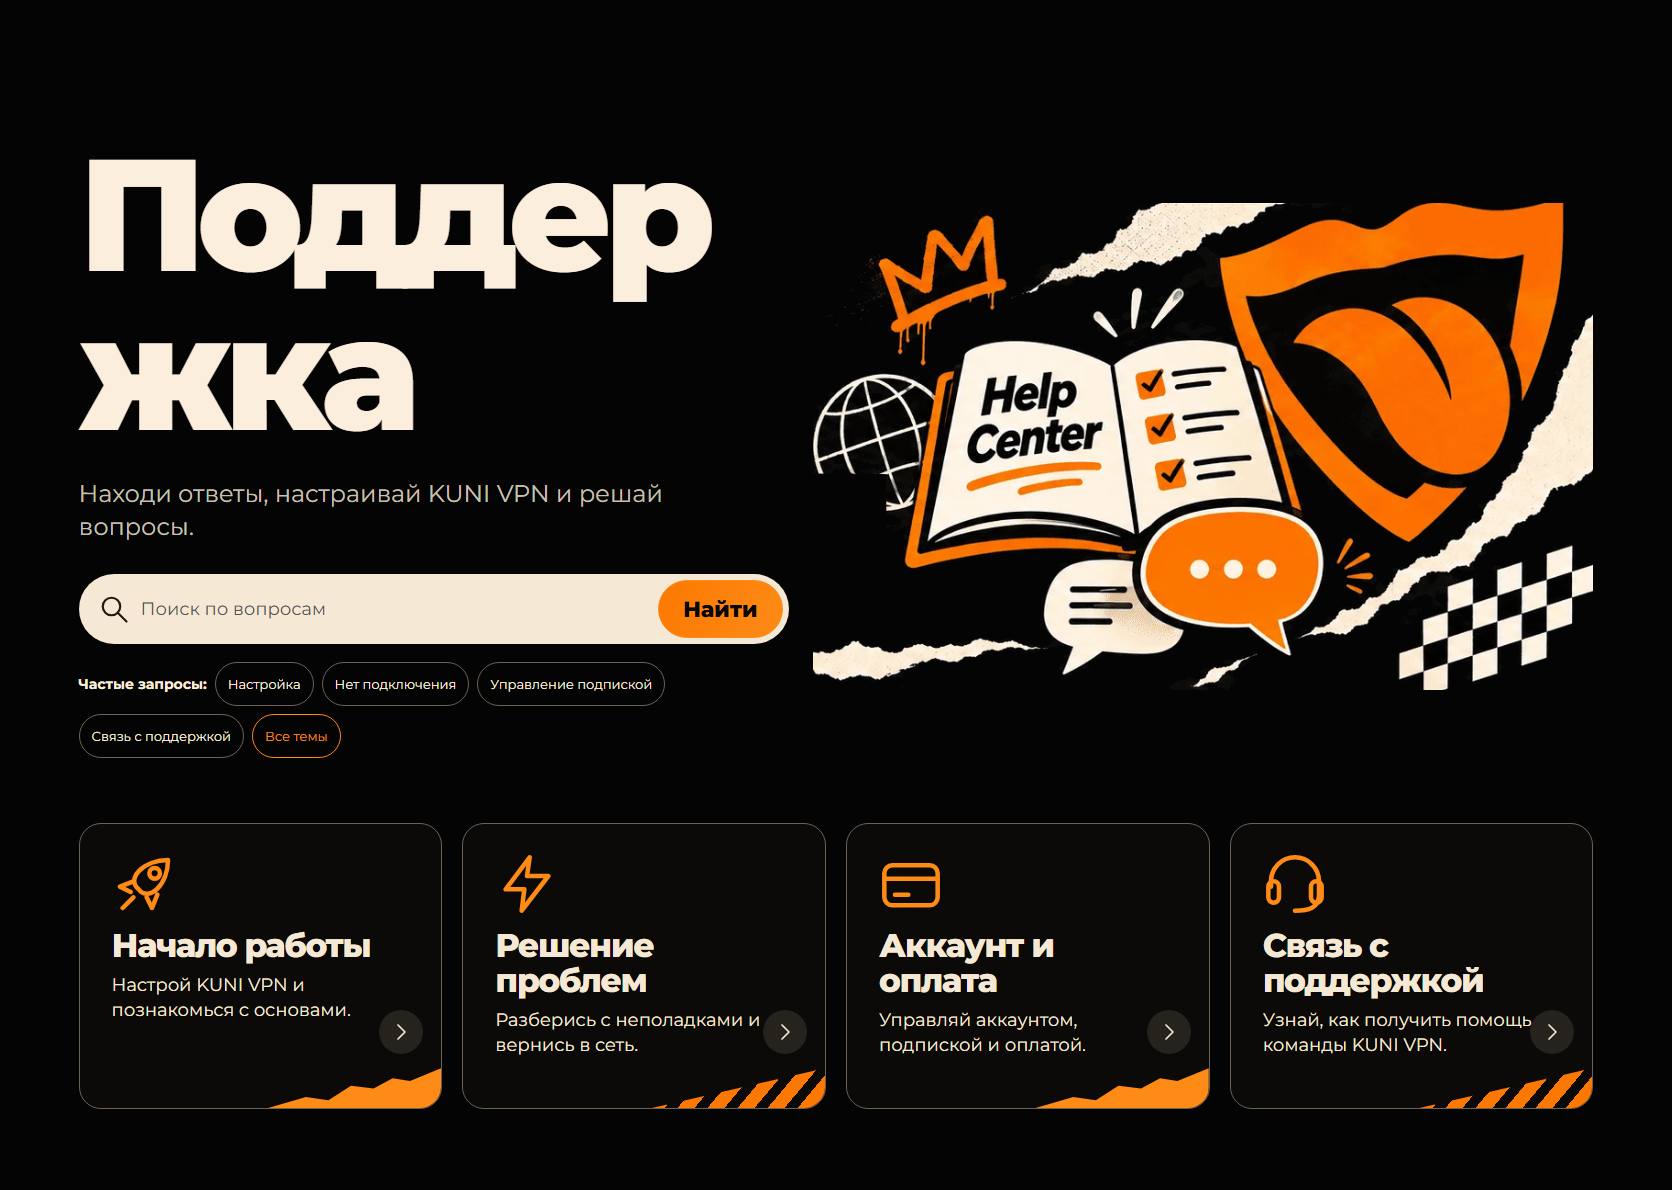 Поддер
жка
Находи ответы, настраивай KUNI VPN и решай
вопросы.
Поиск по вопросам
Найти
Частые запросы:
Настройка
Нет подключения
Управление подпиской
Связь с поддержкой
Все темы
Help
Center
Начало работы
Настрой KUNI VPN и
познакомься с основами.
Решение
проблем
Разберись с неполадками и
вернись в сеть.
Аккаунт и
оплата
Управляй аккаунтом,
подпиской и оплатой.
Связь с
поддержкой
Узнай, как получить помощь
команды KUNI VPN.